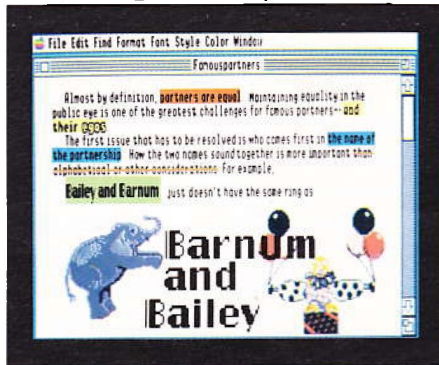 File Edit Find Format Font Style Color Window
Famouspartners
Almost by definition, partners are equal Maintaining equality in the
public eye is one of the greatest challenges for famous partners--and
their egos
The first issue that has to be resolved is who comes first in the name of
the partnership How the two names sound together is more important than
alphabetical or other considerations For example,
Bailey and Barnum just doesn't have the same ring as
Barnum
and
Bailey